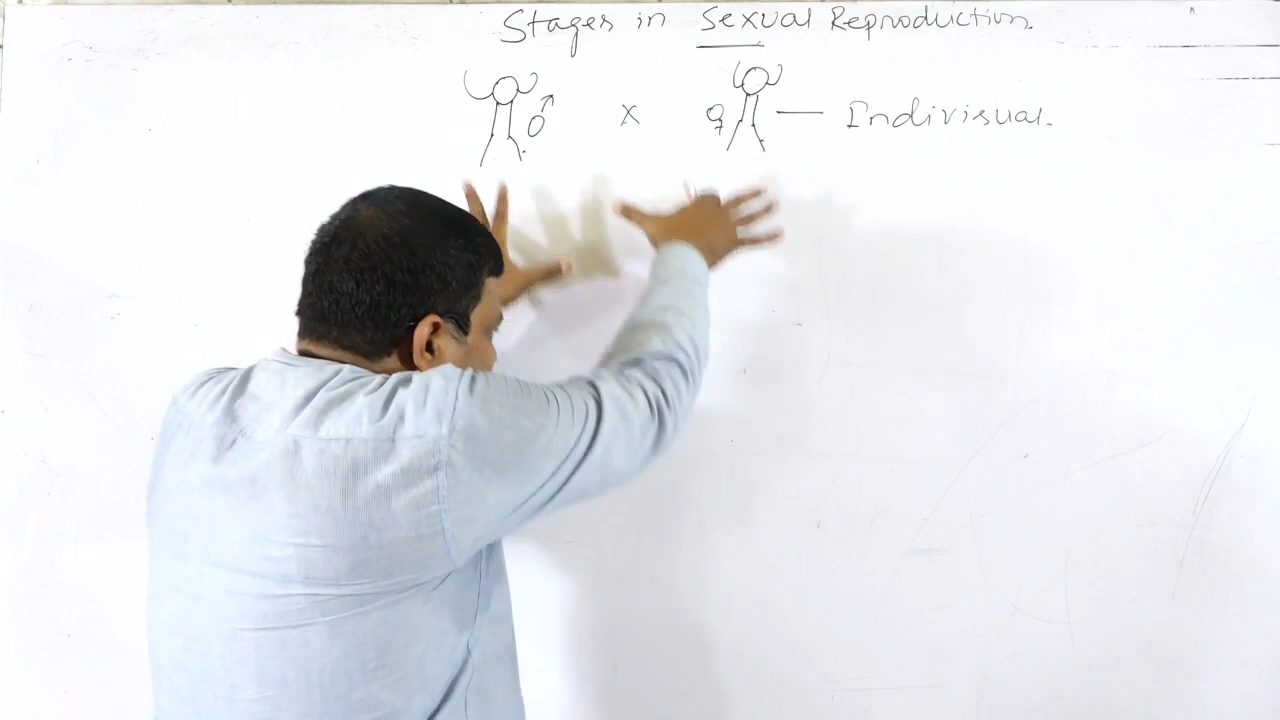 Stages in Sexual Reproduction.
♂ x ♀ — Indivisual.